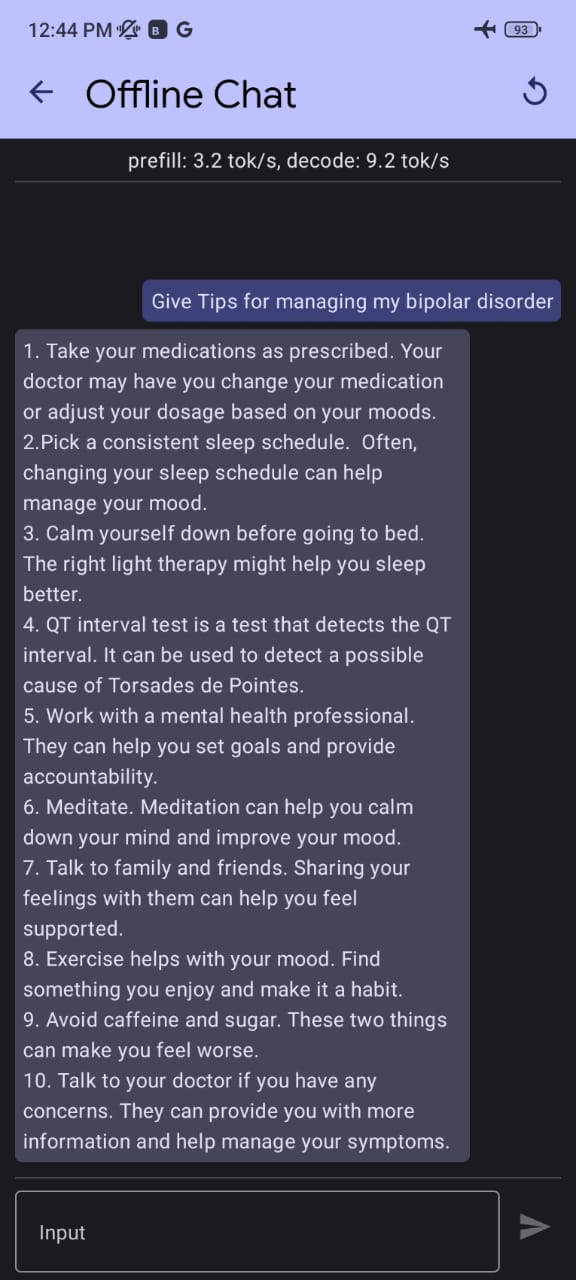 12:44 PM B G 93
Offline Chat
prefill: 3.2 tok/s, decode: 9.2 tok/s
Give Tips for managing my bipolar disorder
1. Take your medications as prescribed. Your
doctor may have you change your medication
or adjust your dosage based on your moods.
2.Pick a consistent sleep schedule.  Often,
changing your sleep schedule can help
manage your mood.
3. Calm yourself down before going to bed.
The right light therapy might help you sleep
better.
4. QT interval test is a test that detects the QT
interval. It can be used to detect a possible
cause of Torsades de Pointes.
5. Work with a mental health professional.
They can help you set goals and provide
accountability.
6. Meditate. Meditation can help you calm
down your mind and improve your mood.
7. Talk to family and friends. Sharing your
feelings with them can help you feel
supported.
8. Exercise helps with your mood. Find
something you enjoy and make it a habit.
9. Avoid caffeine and sugar. These two things
can make you feel worse.
10. Talk to your doctor if you have any
concerns. They can provide you with more
information and help manage your symptoms.
Input